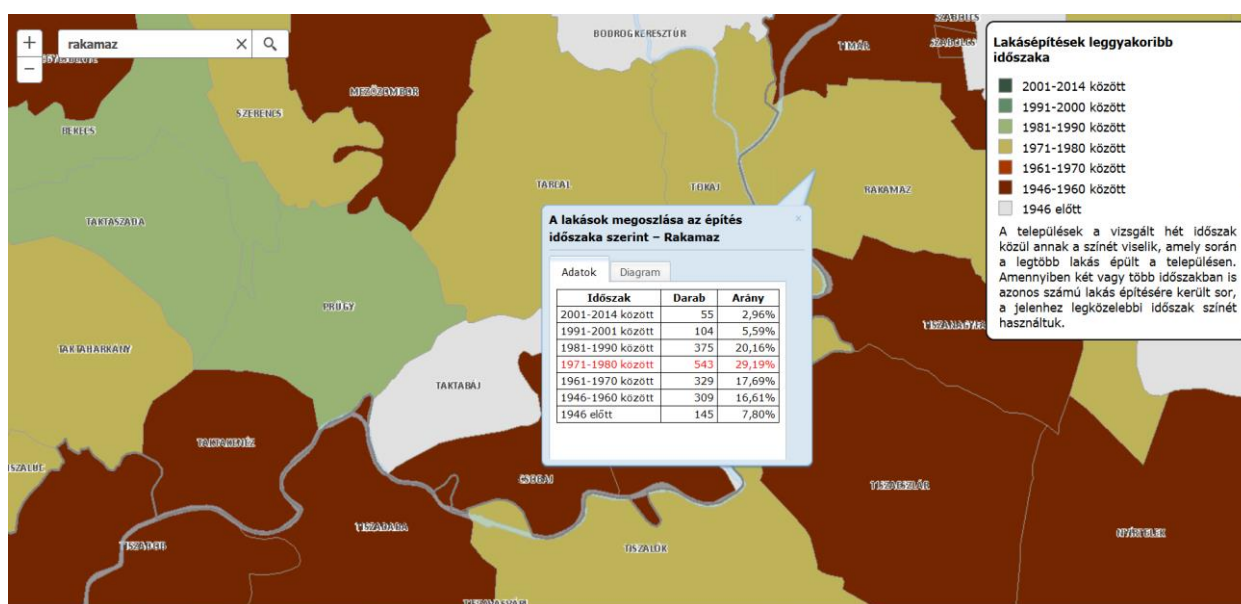 +
−
rakamaz
BODROGKERESZTÚR
TIMÁR
SZABOLCS
MEZŐZOMBOR
SZERENCS
BEKECS
TARCAL
TOKAJ
RAKAMAZ
TAKTASZADA
PRÜGY
TAKTAHARKÁNY
TAKTABÁJ
TAKTAKENÉZ
CSOBAJ
TISZADADA
TISZADOB
TISZALÖK
TISZAESZLÁR
NYÍRTELEK
Lakásépítések leggyakoribb
időszaka
2001-2014 között
1991-2000 között
1981-1990 között
1971-1980 között
1961-1970 között
1946-1960 között
1946 előtt
A települések a vizsgált hét időszak
közül annak a színét viselik, amely során
a legtöbb lakás épült a településen.
Amennyiben két vagy több időszakban is
azonos számú lakás építésére került sor,
a jelenhez legközelebbi időszak színét
használtuk.
A lakások megoszlása az építés
időszaka szerint – Rakamaz
Adatok Diagram
Időszak Darab Arány
2001-2014 között 55 2,96%
1991-2001 között 104 5,59%
1981-1990 között 375 20,16%
1971-1980 között 543 29,19%
1961-1970 között 329 17,69%
1946-1960 között 309 16,61%
1946 előtt 145 7,80%